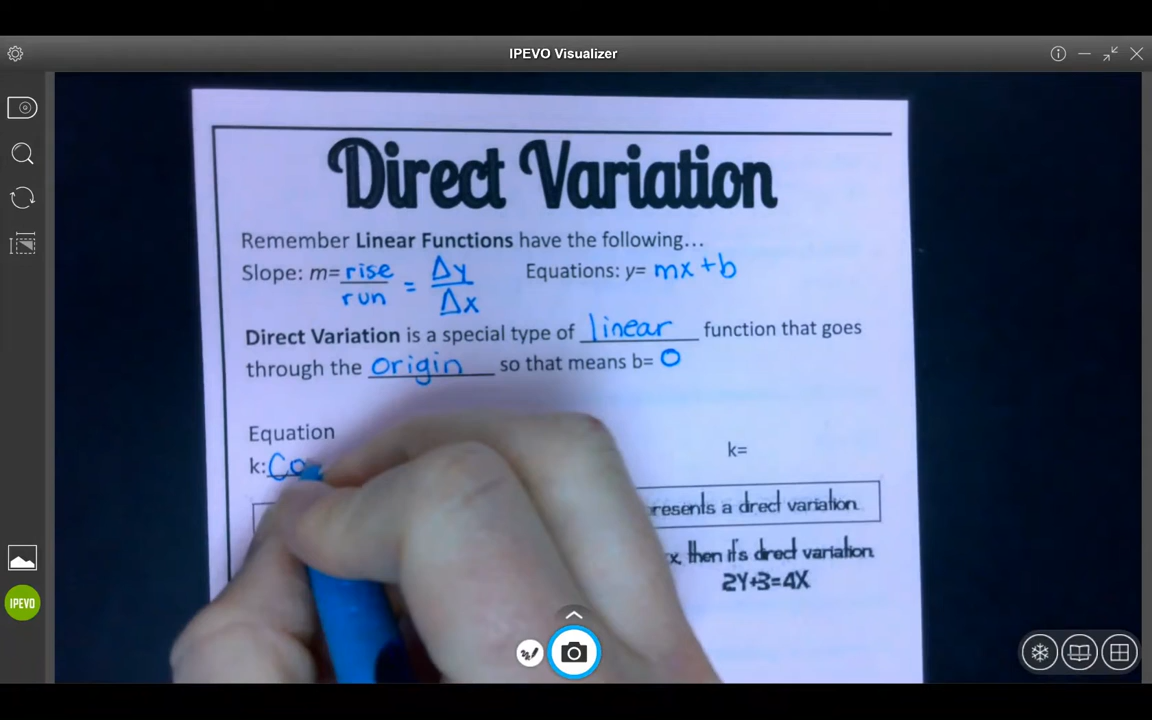 IPEVO Visualizer
Direct Variation
Remember Linear Functions have the following...
Slope: m= rise/run = Δy/Δx Equations: y= mx+b
Direct Variation is a special type of linear function that goes
through the origin so that means b= 0
Equation
k: Co
k=
resents a direct variation.
x, then it's direct variation.
2Y+3=4X
IPEVO